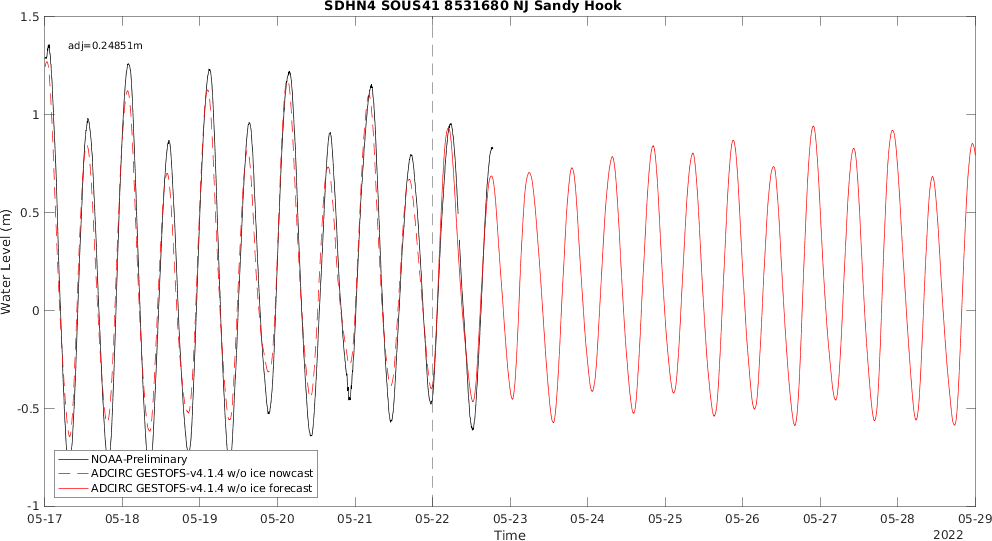 SDHN4 SOUS41 8531680 NJ Sandy Hook
adj=0.24851m
Water Level (m)
1.5
1
0.5
0
-0.5
-1
NOAA-Preliminary
ADCIRC GESTOFS-v4.1.4 w/o ice nowcast
ADCIRC GESTOFS-v4.1.4 w/o ice forecast
05-17 05-18 05-19 05-20 05-21 05-22 05-23 05-24 05-25 05-26 05-27 05-28 05-29
Time
2022